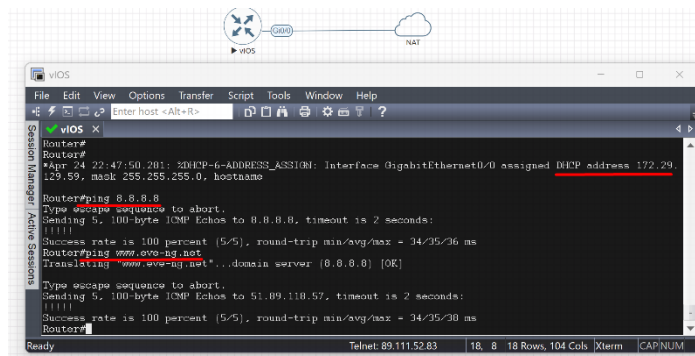 Gi0/0
vIOS
NAT
vIOS
File Edit View Options Transfer Script Tools Window Help
Enter host <Alt+R>
vIOS
Session Manager
Active Sessions
Router#
Router#
*Apr 24 22:47:50.201: %DHCP-6-ADDRESS_ASSIGN: Interface GigabitEthernet0/0 assigned DHCP address 172.29.
129.59, mask 255.255.255.0, hostname
Router#ping 8.8.8.8
Type escape sequence to abort.
Sending 5, 100-byte ICMP Echos to 8.8.8.8, timeout is 2 seconds:
!!!!!
Success rate is 100 percent (5/5), round-trip min/avg/max = 34/35/36 ms
Router#ping www.eve-ng.net
Translating "www.eve-ng.net"...domain server (8.8.8.8) [OK]
Type escape sequence to abort.
Sending 5, 100-byte ICMP Echos to 51.89.118.57, timeout is 2 seconds:
!!!!!
Success rate is 100 percent (5/5), round-trip min/avg/max = 34/35/38 ms
Router#
Ready Telnet: 89.111.52.83 18, 8 18 Rows, 104 Cols Xterm CAP NUM